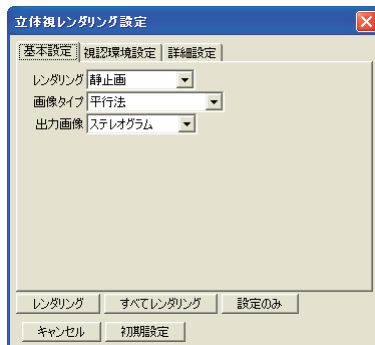 立体視レンダリング設定
基本設定 視認環境設定 詳細設定
レンダリング 静止画
画像タイプ 平行法
出力画像 ステレオグラム
レンダリング すべてレンダリング 設定のみ
キャンセル 初期設定